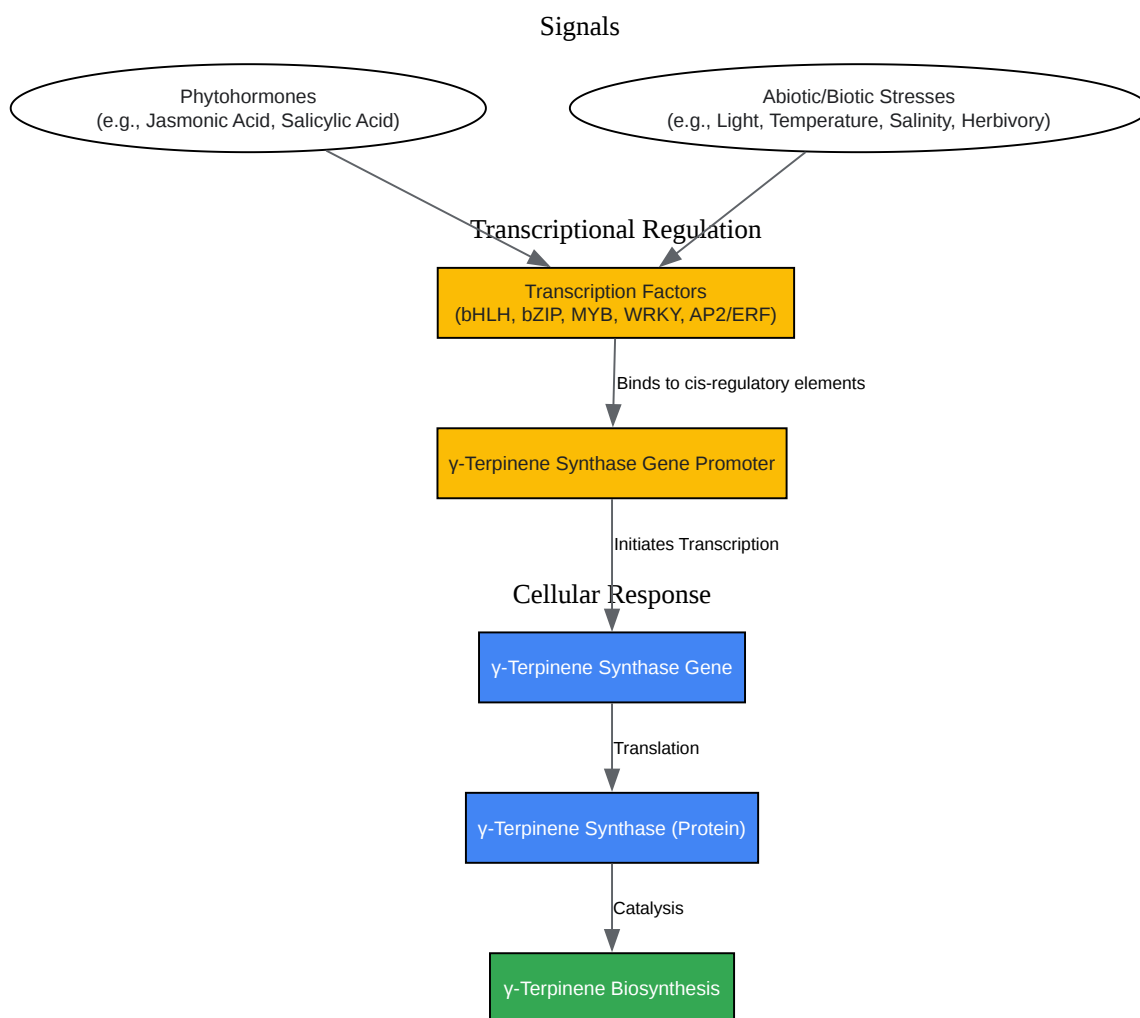 Signals
Phytohormones
(e.g., Jasmonic Acid, Salicylic Acid)
Abiotic/Biotic Stresses
(e.g., Light, Temperature, Salinity, Herbivory)
Transcriptional Regulation
Transcription Factors
(bHLH, bZIP, MYB, WRKY, AP2/ERF)
Binds to cis-regulatory elements
γ-Terpinene Synthase Gene Promoter
Initiates Transcription
Cellular Response
γ-Terpinene Synthase Gene
Translation
γ-Terpinene Synthase (Protein)
Catalysis
γ-Terpinene Biosynthesis